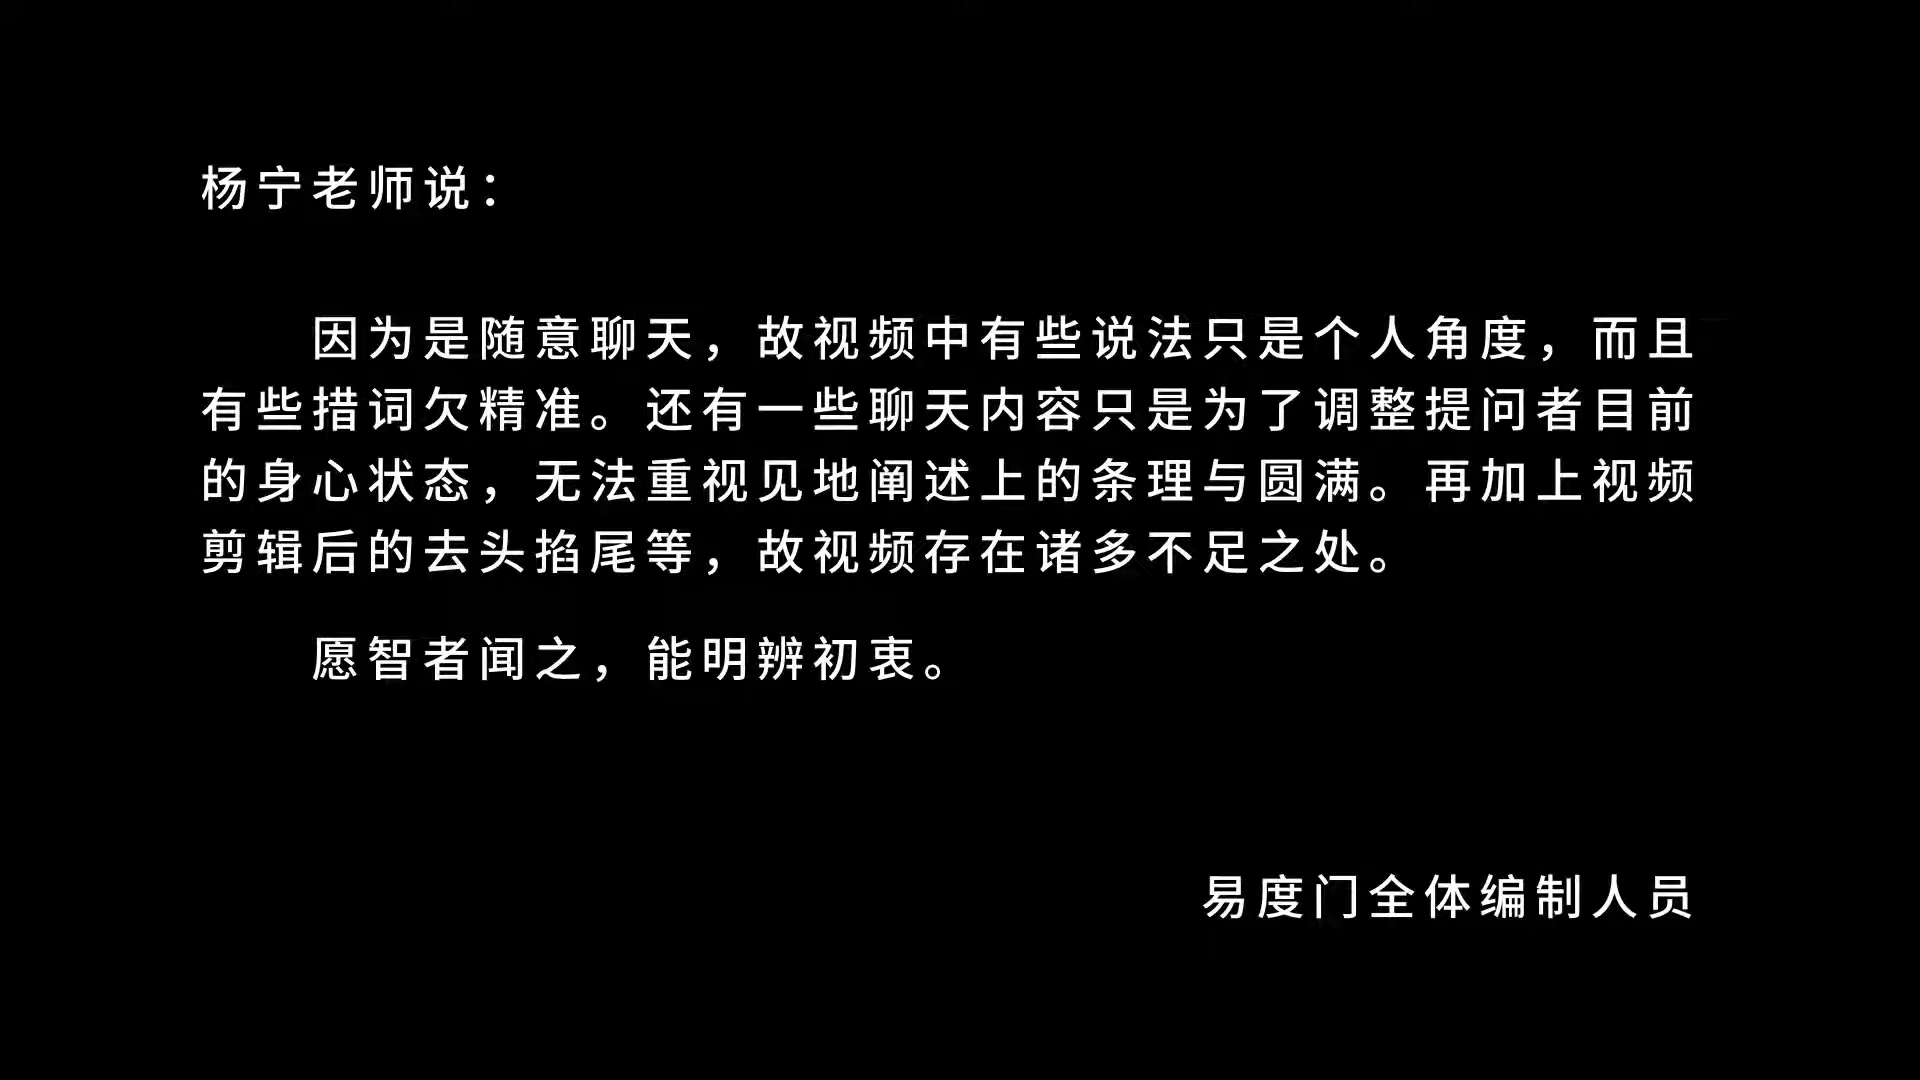 杨宁老师说：
因为是随意聊天，故视频中有些说法只是个人角度，而且
有些措词欠精准。还有一些聊天内容只是为了调整提问者目前
的身心状态，无法重视见地阐述上的条理与圆满。再加上视频
剪辑后的去头掐尾等，故视频存在诸多不足之处。
愿智者闻之，能明辨初衷。
易度门全体编制人员